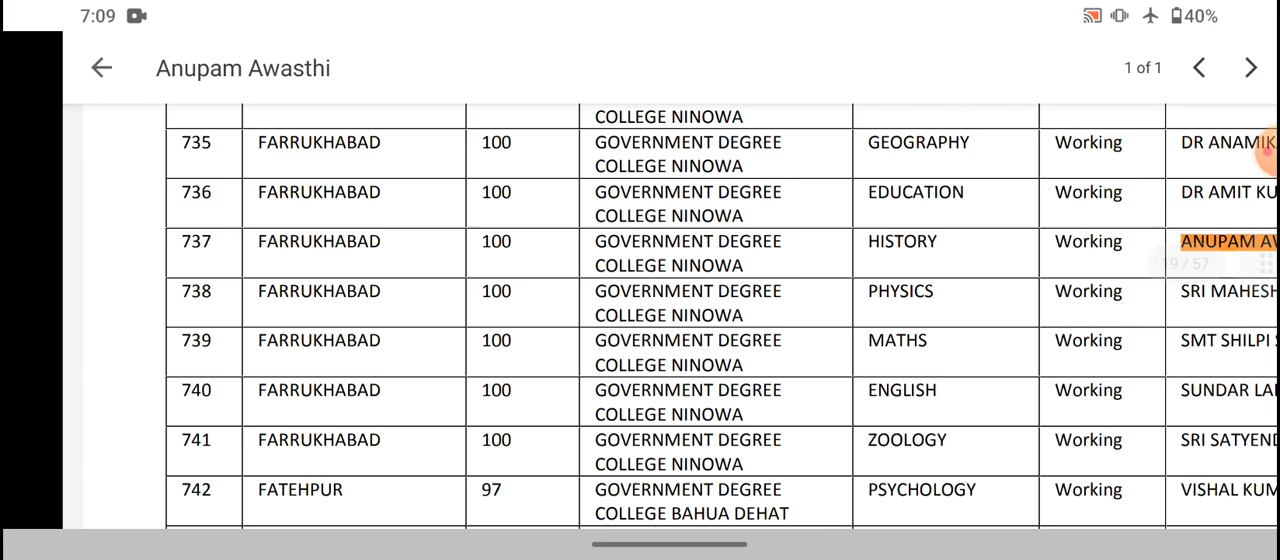 7:09 40%
Anupam Awasthi 1 of 1
COLLEGE NINOWA
735 FARRUKHABAD 100 GOVERNMENT DEGREE GEOGRAPHY Working DR ANAMIK
COLLEGE NINOWA
736 FARRUKHABAD 100 GOVERNMENT DEGREE EDUCATION Working DR AMIT KU
COLLEGE NINOWA
737 FARRUKHABAD 100 GOVERNMENT DEGREE HISTORY Working ANUPAM AW
COLLEGE NINOWA 19 / 57
738 FARRUKHABAD 100 GOVERNMENT DEGREE PHYSICS Working SRI MAHESH
COLLEGE NINOWA
739 FARRUKHABAD 100 GOVERNMENT DEGREE MATHS Working SMT SHILPI S
COLLEGE NINOWA
740 FARRUKHABAD 100 GOVERNMENT DEGREE ENGLISH Working SUNDAR LA
COLLEGE NINOWA
741 FARRUKHABAD 100 GOVERNMENT DEGREE ZOOLOGY Working SRI SATYEND
COLLEGE NINOWA
742 FATEHPUR 97 GOVERNMENT DEGREE PSYCHOLOGY Working VISHAL KUM
COLLEGE BAHUA DEHAT